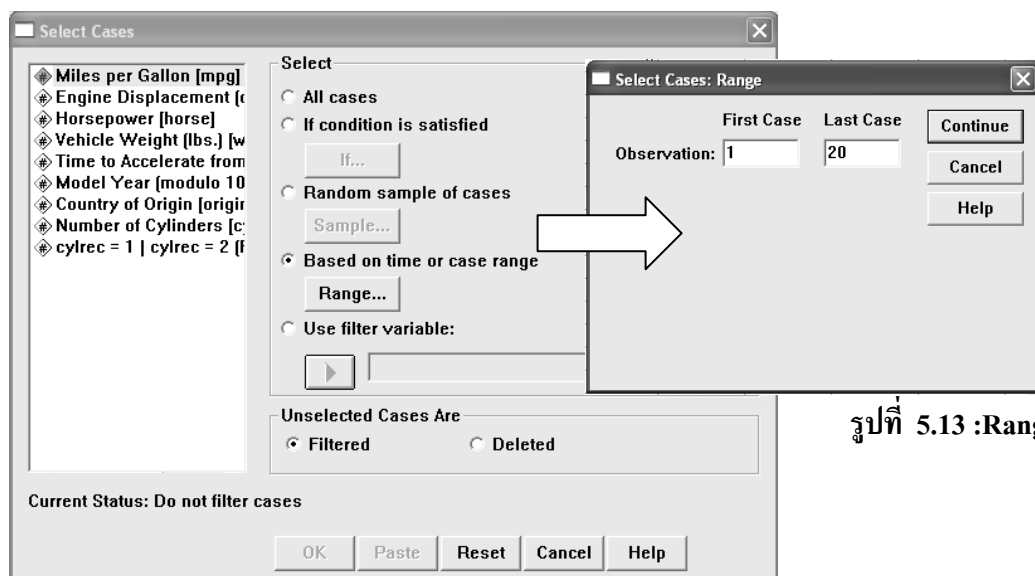 Select Cases
Miles per Gallon [mpg]
Engine Displacement (
Horsepower [horse]
Vehicle Weight (lbs.) [w
Time to Accelerate from
Model Year (modulo 10
Country of Origin [origin
Number of Cylinders [c
cylrec = 1 | cylrec = 2 (F
Select
All cases
If condition is satisfied
If...
Random sample of cases
Sample...
Based on time or case range
Range...
Use filter variable:
Unselected Cases Are
Filtered Deleted
Current Status: Do not filter cases
OK Paste Reset Cancel Help
Select Cases: Range
First Case Last Case
Observation: 1 20
Continue
Cancel
Help
รูปที่ 5.13 :Rang